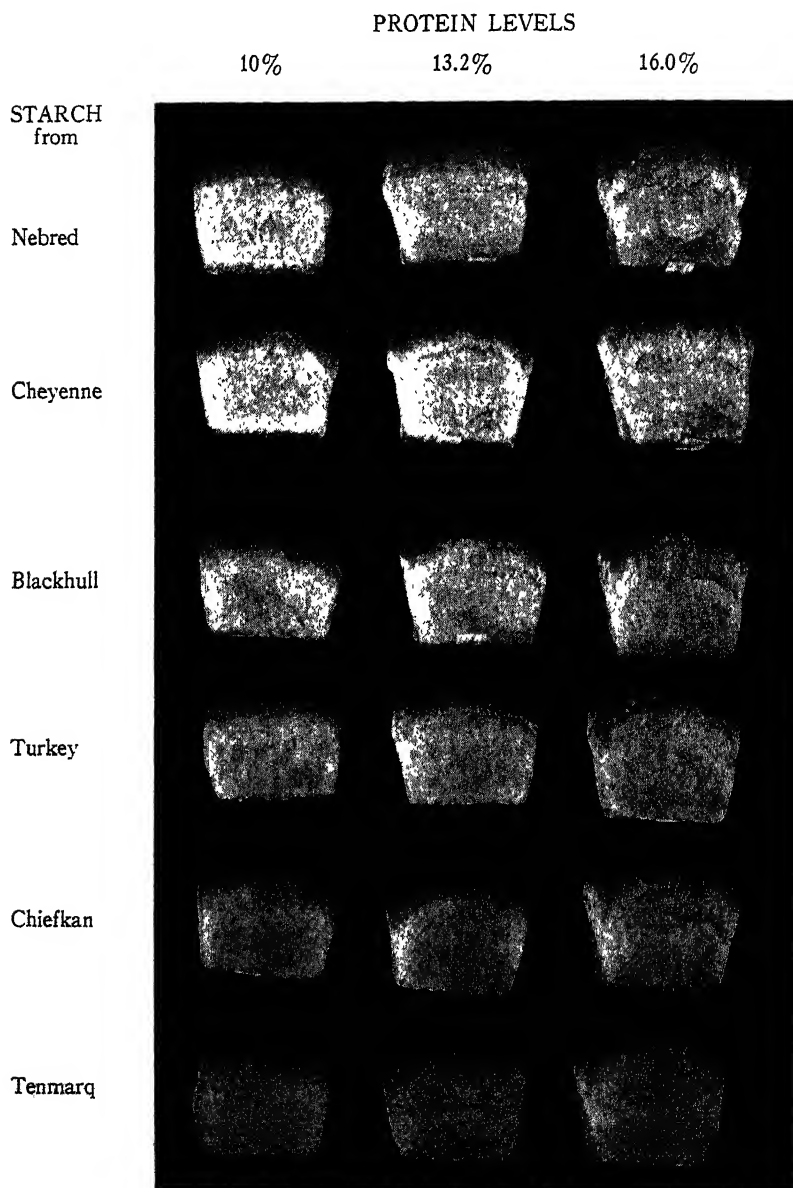 PROTEIN LEVELS
10% 13.2% 16.0%
STARCH
from
Nebred
Cheyenne
Blackhull
Turkey
Chiefkan
Tenmarq